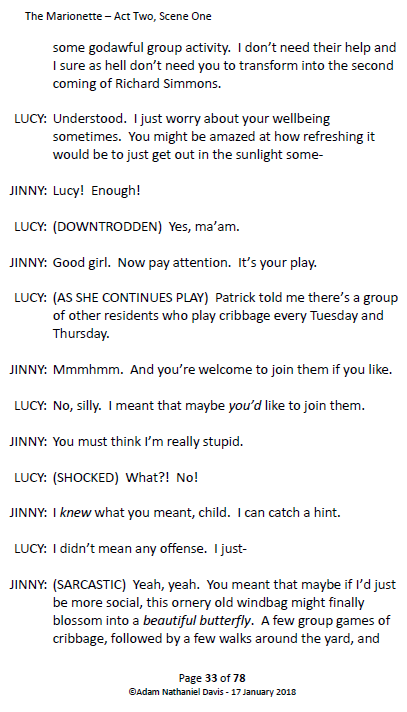 The Marionette – Act Two, Scene One
some godawful group activity.  I don't need their help and
I sure as hell don't need you to transform into the second
coming of Richard Simmons.
LUCY: Understood.  I just worry about your wellbeing
sometimes.  You might be amazed at how refreshing it
would be to just get out in the sunlight some-
JINNY: Lucy!  Enough!
LUCY: (DOWNTRODDEN)  Yes, ma'am.
JINNY: Good girl.  Now pay attention.  It's your play.
LUCY: (AS SHE CONTINUES PLAY)  Patrick told me there's a group
of other residents who play cribbage every Tuesday and
Thursday.
JINNY: Mmmhmm.  And you're welcome to join them if you like.
LUCY: No, silly.  I meant that maybe you'd like to join them.
JINNY: You must think I'm really stupid.
LUCY: (SHOCKED)  What?!  No!
JINNY: I knew what you meant, child.  I can catch a hint.
LUCY: I didn't mean any offense.  I just-
JINNY: (SARCASTIC)  Yeah, yeah.  You meant that maybe if I'd just
be more social, this ornery old windbag might finally
blossom into a beautiful butterfly.  A few group games of
cribbage, followed by a few walks around the yard, and
Page 33 of 78
©Adam Nathaniel Davis - 17 January 2018